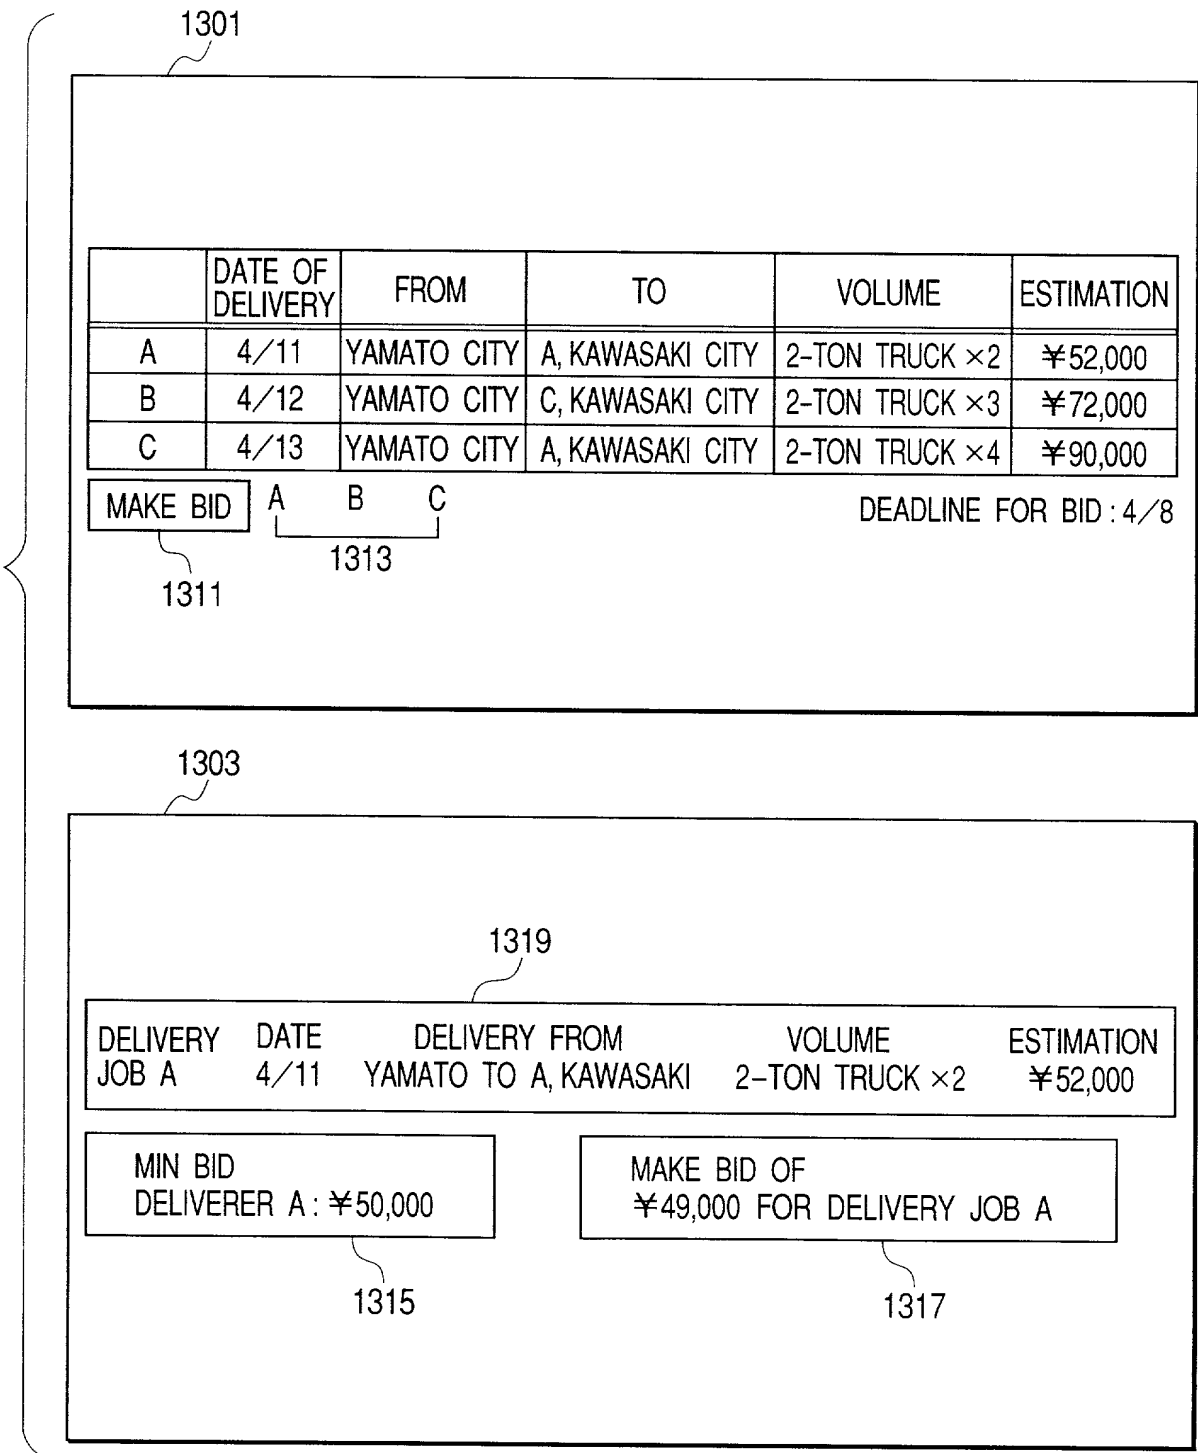 1301
DATE OF DELIVERY FROM TO VOLUME ESTIMATION
A 4/11 YAMATO CITY A, KAWASAKI CITY 2-TON TRUCK ×2 ¥52,000
B 4/12 YAMATO CITY C, KAWASAKI CITY 2-TON TRUCK ×3 ¥72,000
C 4/13 YAMATO CITY A, KAWASAKI CITY 2-TON TRUCK ×4 ¥90,000
MAKE BID A B C DEADLINE FOR BID : 4/8
1313
1311
1303
1319
DELIVERY DATE DELIVERY FROM VOLUME ESTIMATION
JOB A 4/11 YAMATO TO A, KAWASAKI 2-TON TRUCK ×2 ¥52,000
MIN BID
DELIVERER A : ¥50,000
MAKE BID OF
¥49,000 FOR DELIVERY JOB A
1315
1317